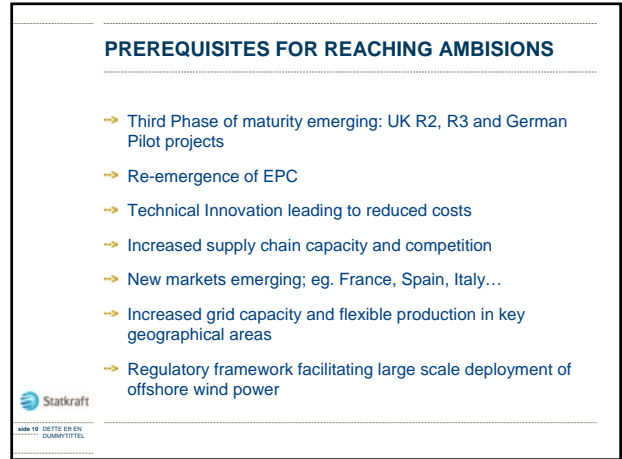 PREREQUISITES FOR REACHING AMBISIONS
Third Phase of maturity emerging: UK R2, R3 and German
Pilot projects
Re-emergence of EPC
Technical Innovation leading to reduced costs
Increased supply chain capacity and competition
New markets emerging; eg. France, Spain, Italy…
Increased grid capacity and flexible production in key
geographical areas
Regulatory framework facilitating large scale deployment of
offshore wind power
Statkraft
side 10 DETTE ER EN
DUMMYTITTEL